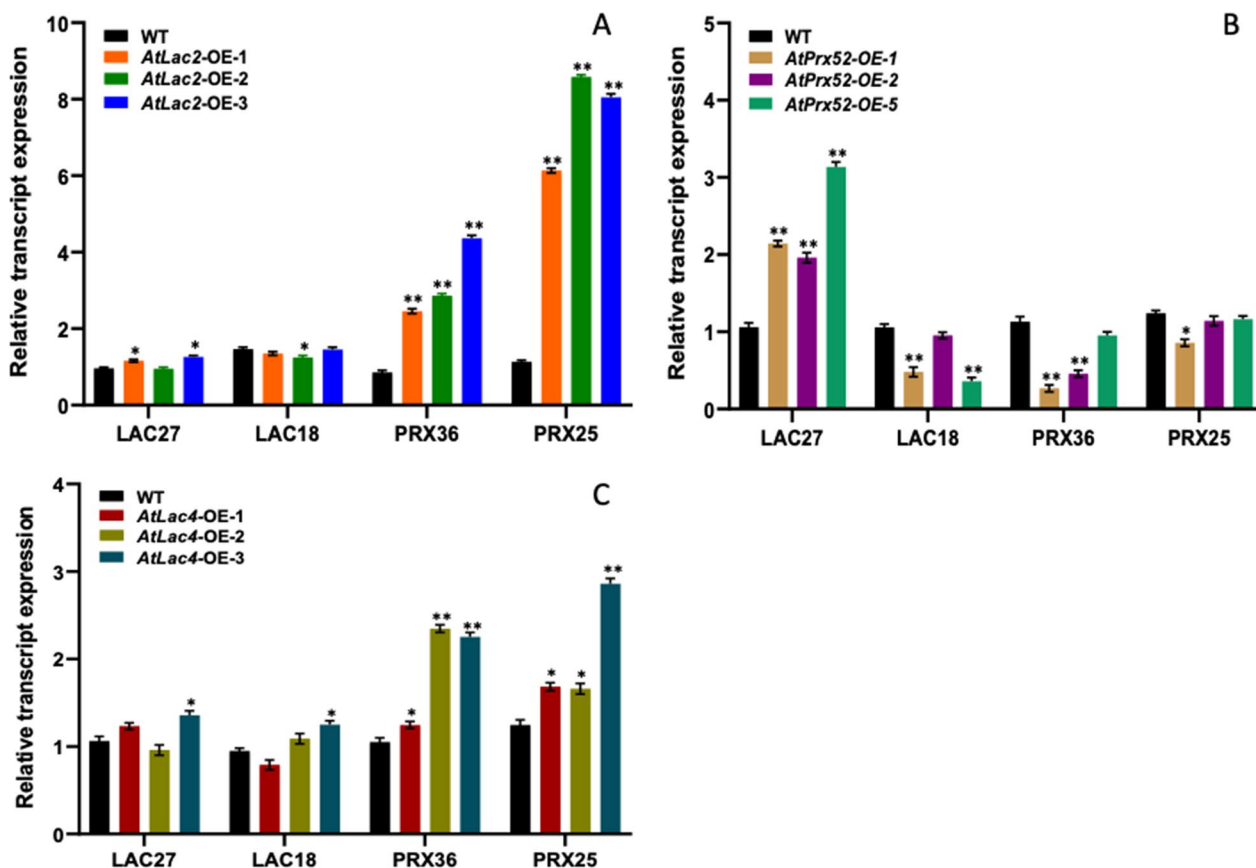 A
Relative transcript expression
10
8
6
4
2
0
WT
AtLac2-OE-1
AtLac2-OE-2
AtLac2-OE-3
*
*
*
**
**
**
**
**
**
LAC27
LAC18
PRX36
PRX25
B
Relative transcript expression
5
4
3
2
1
0
WT
AtPrx52-OE-1
AtPrx52-OE-2
AtPrx52-OE-5
**
**
**
**
**
**
**
*
LAC27
LAC18
PRX36
PRX25
C
Relative transcript expression
4
3
2
1
0
WT
AtLac4-OE-1
AtLac4-OE-2
AtLac4-OE-3
*
*
*
**
**
*
*
**
LAC27
LAC18
PRX36
PRX25